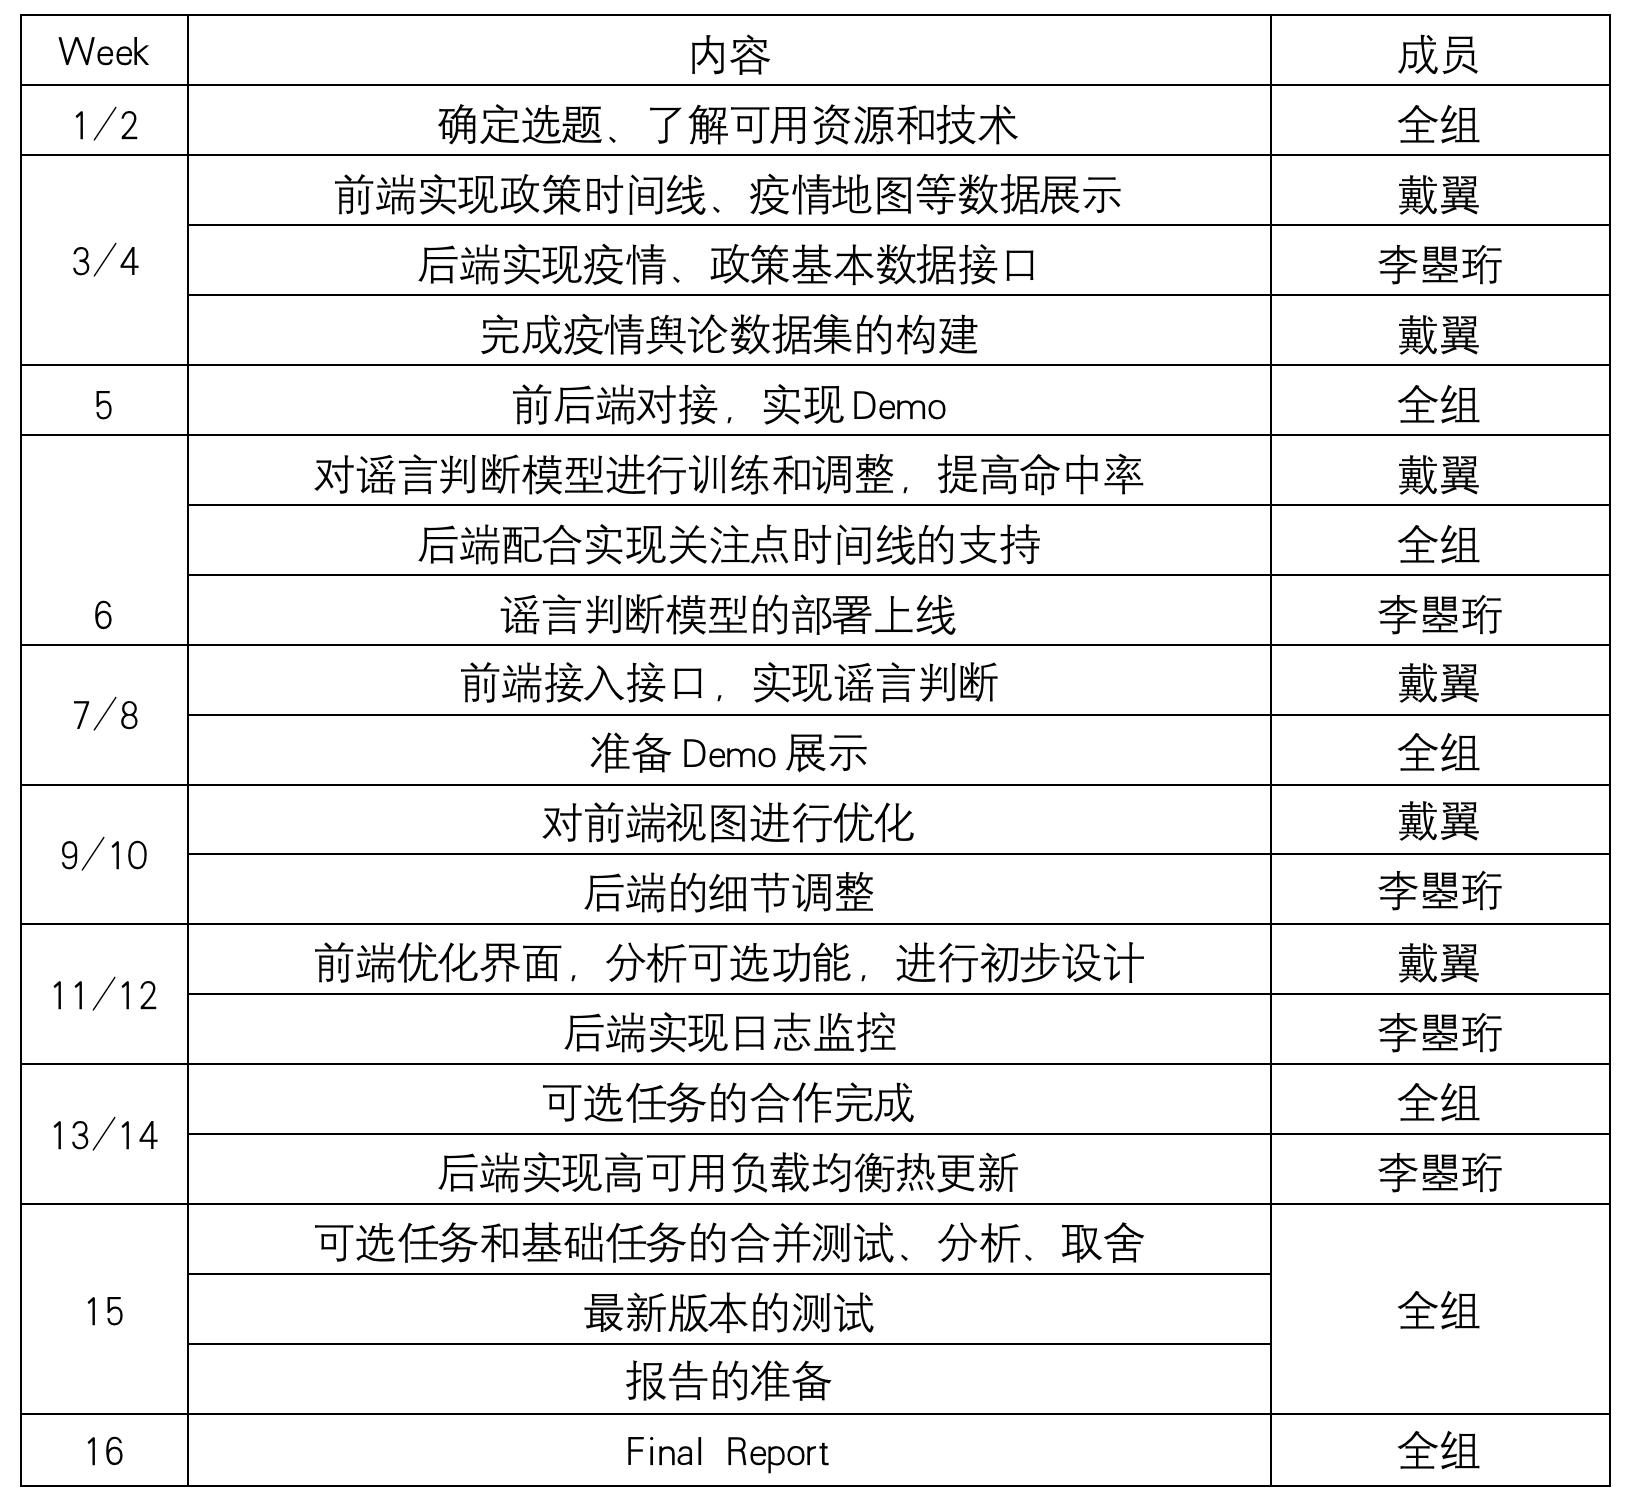 Week 内容 成员
1/2 确定选题、了解可用资源和技术 全组
3/4 前端实现政策时间线、疫情地图等数据展示 戴翼
后端实现疫情、政策基本数据接口 李曌珩
完成疫情舆论数据集的构建 戴翼
5 前后端对接，实现 Demo 全组
6 对谣言判断模型进行训练和调整，提高命中率 戴翼
后端配合实现关注点时间线的支持 全组
谣言判断模型的部署上线 李曌珩
7/8 前端接入接口，实现谣言判断 戴翼
准备 Demo 展示 全组
9/10 对前端视图进行优化 戴翼
后端的细节调整 李曌珩
11/12 前端优化界面，分析可选功能，进行初步设计 戴翼
后端实现日志监控 李曌珩
13/14 可选任务的合作完成 全组
后端实现高可用负载均衡热更新 李曌珩
15 可选任务和基础任务的合并测试、分析、取舍 全组
最新版本的测试
报告的准备
16 Final Report 全组